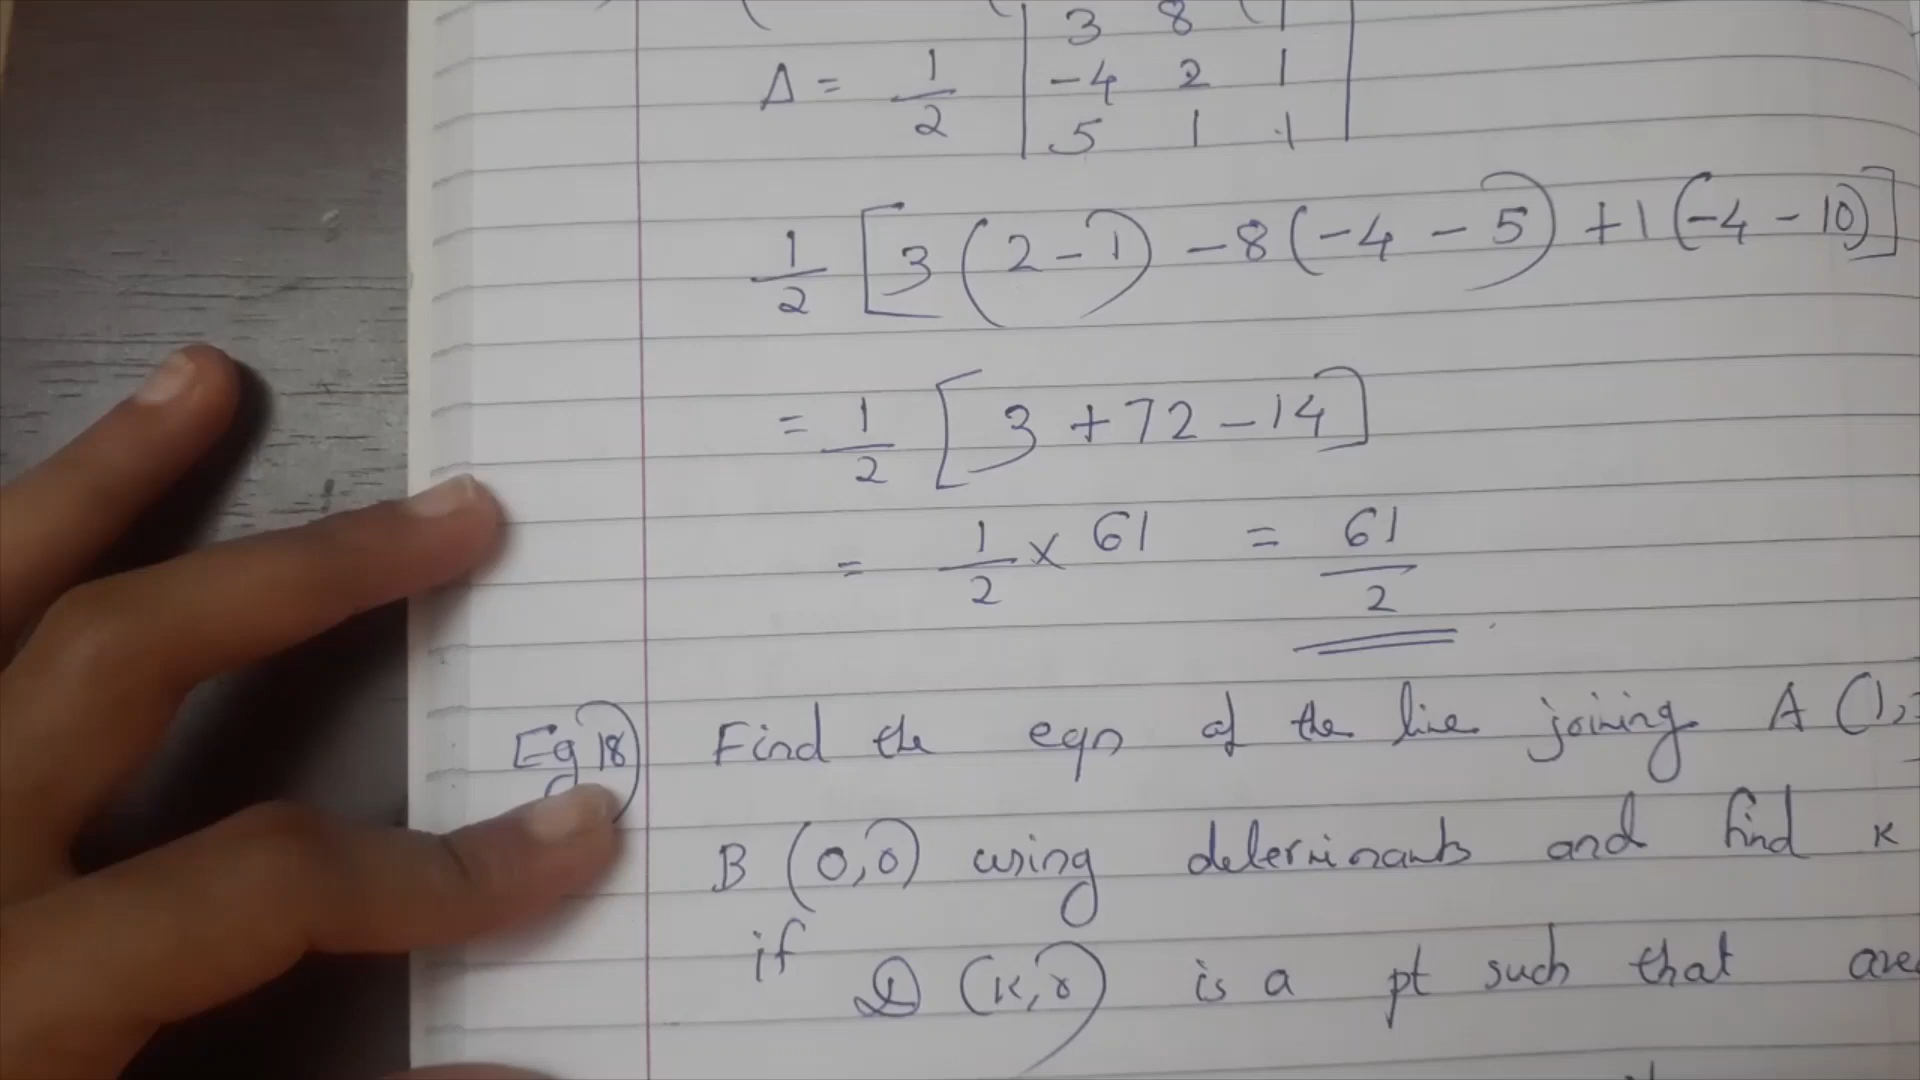 3 8 1
Δ = 1/2 | -4 2 1 |
5 1 1
1/2 [3(2-1) -8(-4-5) +1(-4-10)]
= 1/2 [3 +72 -14]
= 1/2 × 61 = 61/2
Eg 18) Find the eqn of the line joining A (1,
B (0,0) using determinants and find K
if D (K,0) is a pt such that